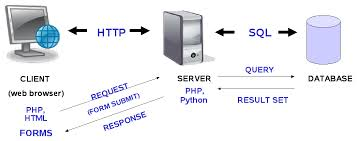 HTTP
SQL
CLIENT
(web browser)
PHP,
HTML
FORMS
REQUEST
(FORM SUBMIT)
RESPONSE
SERVER
PHP,
Python
QUERY
RESULT SET
DATABASE